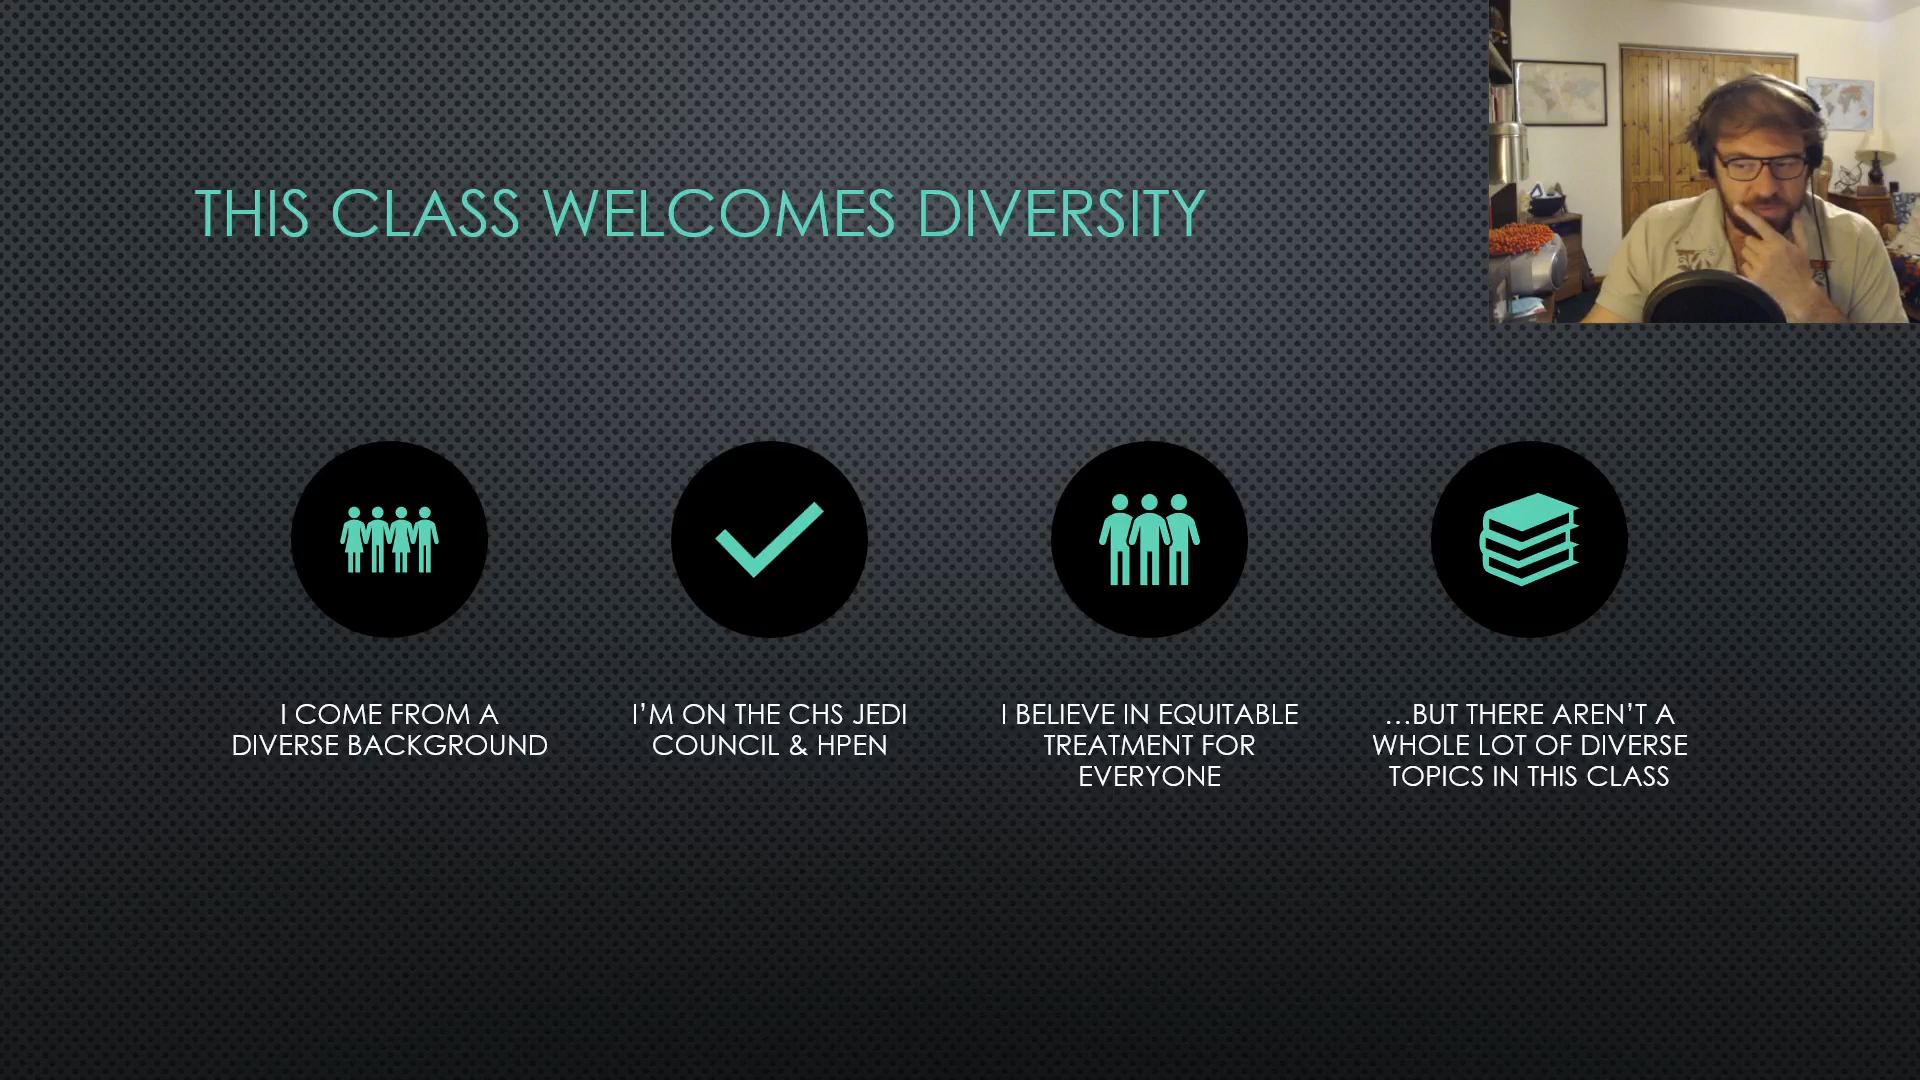 THIS CLASS WELCOMES DIVERSITY
I COME FROM A
DIVERSE BACKGROUND
I’M ON THE CHS JEDI
COUNCIL & HPEN
I BELIEVE IN EQUITABLE
TREATMENT FOR
EVERYONE
…BUT THERE AREN’T A
WHOLE LOT OF DIVERSE
TOPICS IN THIS CLASS